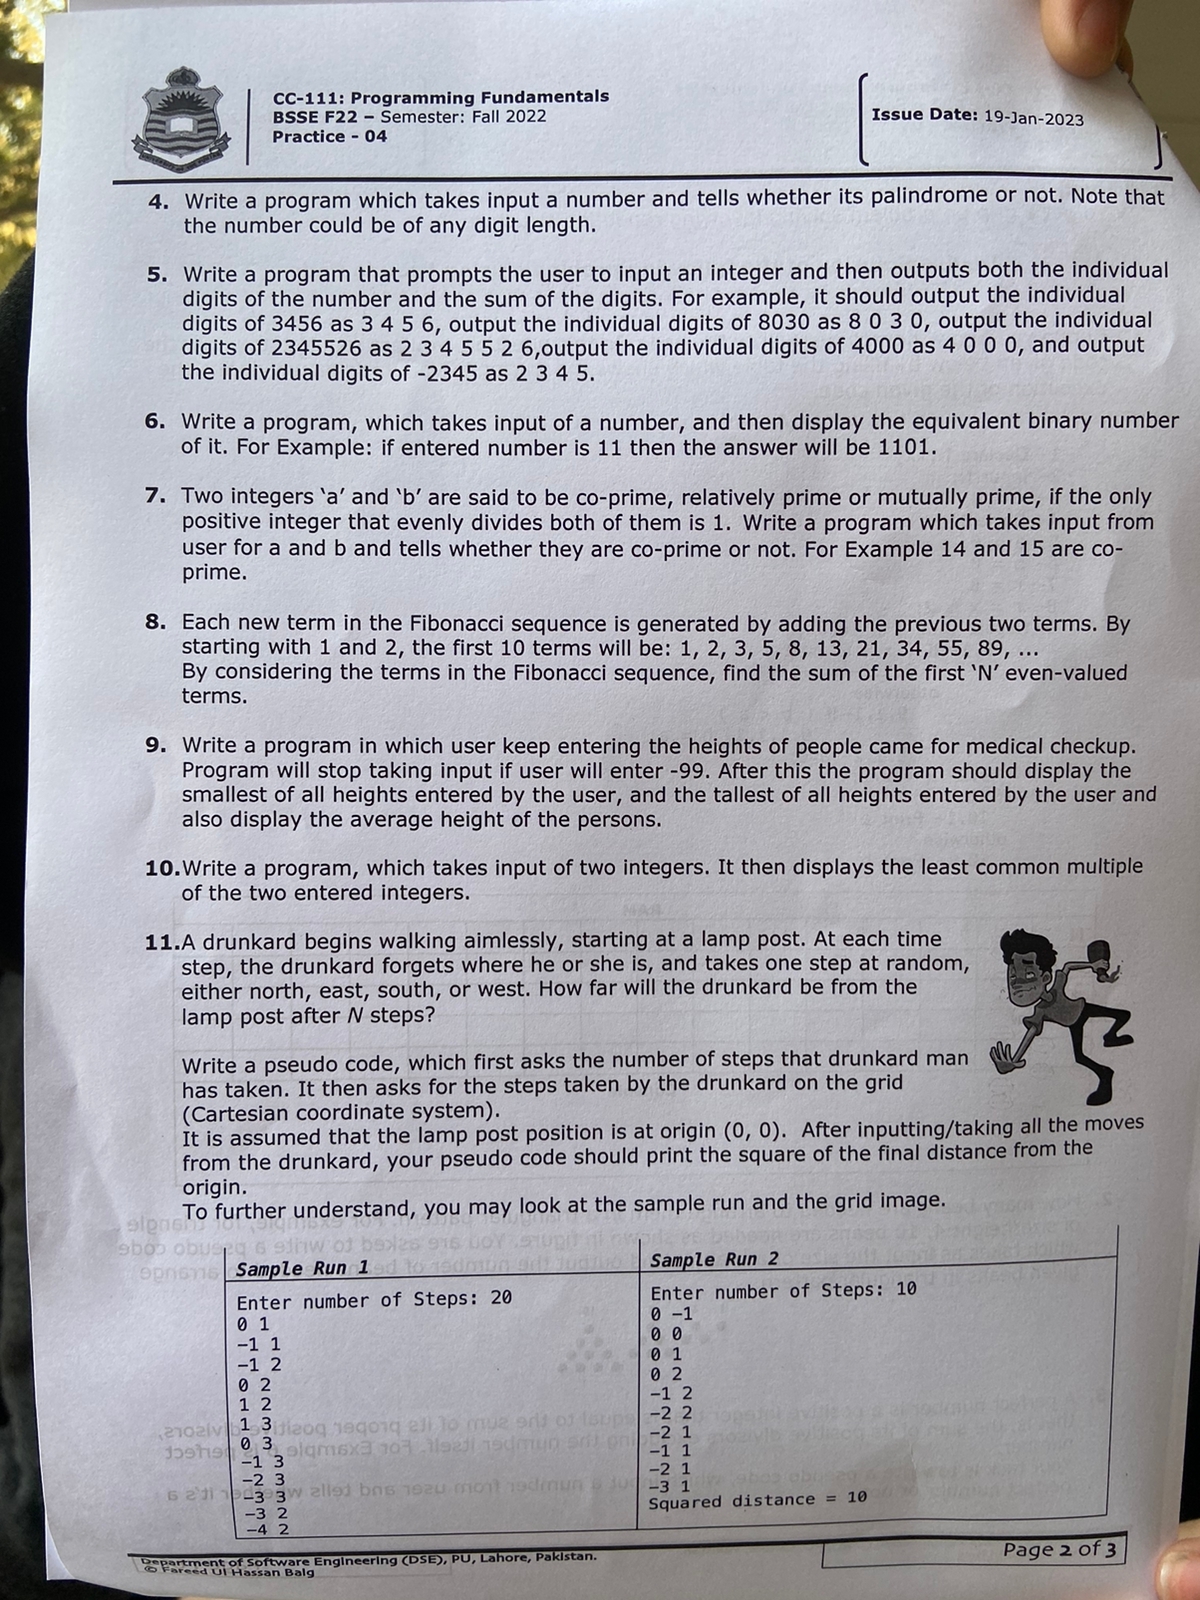 CC-111: Programming Fundamentals
BSSE F22 – Semester: Fall 2022
Practice - 04
Issue Date: 19-Jan-2023
4. Write a program which takes input a number and tells whether its palindrome or not. Note that
the number could be of any digit length.
5. Write a program that prompts the user to input an integer and then outputs both the individual
digits of the number and the sum of the digits. For example, it should output the individual
digits of 3456 as 3 4 5 6, output the individual digits of 8030 as 8 0 3 0, output the individual
digits of 2345526 as 2 3 4 5 5 2 6,output the individual digits of 4000 as 4 0 0 0, and output
the individual digits of -2345 as 2 3 4 5.
6. Write a program, which takes input of a number, and then display the equivalent binary number
of it. For Example: if entered number is 11 then the answer will be 1101.
7. Two integers ‘a’ and ‘b’ are said to be co-prime, relatively prime or mutually prime, if the only
positive integer that evenly divides both of them is 1. Write a program which takes input from
user for a and b and tells whether they are co-prime or not. For Example 14 and 15 are co-
prime.
8. Each new term in the Fibonacci sequence is generated by adding the previous two terms. By
starting with 1 and 2, the first 10 terms will be: 1, 2, 3, 5, 8, 13, 21, 34, 55, 89, ...
By considering the terms in the Fibonacci sequence, find the sum of the first ‘N’ even-valued
terms.
9. Write a program in which user keep entering the heights of people came for medical checkup.
Program will stop taking input if user will enter -99. After this the program should display the
smallest of all heights entered by the user, and the tallest of all heights entered by the user and
also display the average height of the persons.
10. Write a program, which takes input of two integers. It then displays the least common multiple
of the two entered integers.
11. A drunkard begins walking aimlessly, starting at a lamp post. At each time
step, the drunkard forgets where he or she is, and takes one step at random,
either north, east, south, or west. How far will the drunkard be from the
lamp post after N steps?
Write a pseudo code, which first asks the number of steps that drunkard man
has taken. It then asks for the steps taken by the drunkard on the grid
(Cartesian coordinate system).
It is assumed that the lamp post position is at origin (0, 0). After inputting/taking all the moves
from the drunkard, your pseudo code should print the square of the final distance from the
origin.
To further understand, you may look at the sample run and the grid image.
Sample Run 1
Enter number of Steps: 20
0 1
-1 1
-1 2
0 2
1 2
1 3
0 3
-1 3
-2 3
-3 3
-3 2
-4 2
Sample Run 2
Enter number of Steps: 10
0 -1
0 0
0 1
0 2
-1 2
-2 2
-2 1
-1 1
-2 1
-3 1
Squared distance = 10
Department of Software Engineering (DSE), PU, Lahore, Pakistan.
© Fareed Ul Hassan Baig
Page 2 of 3